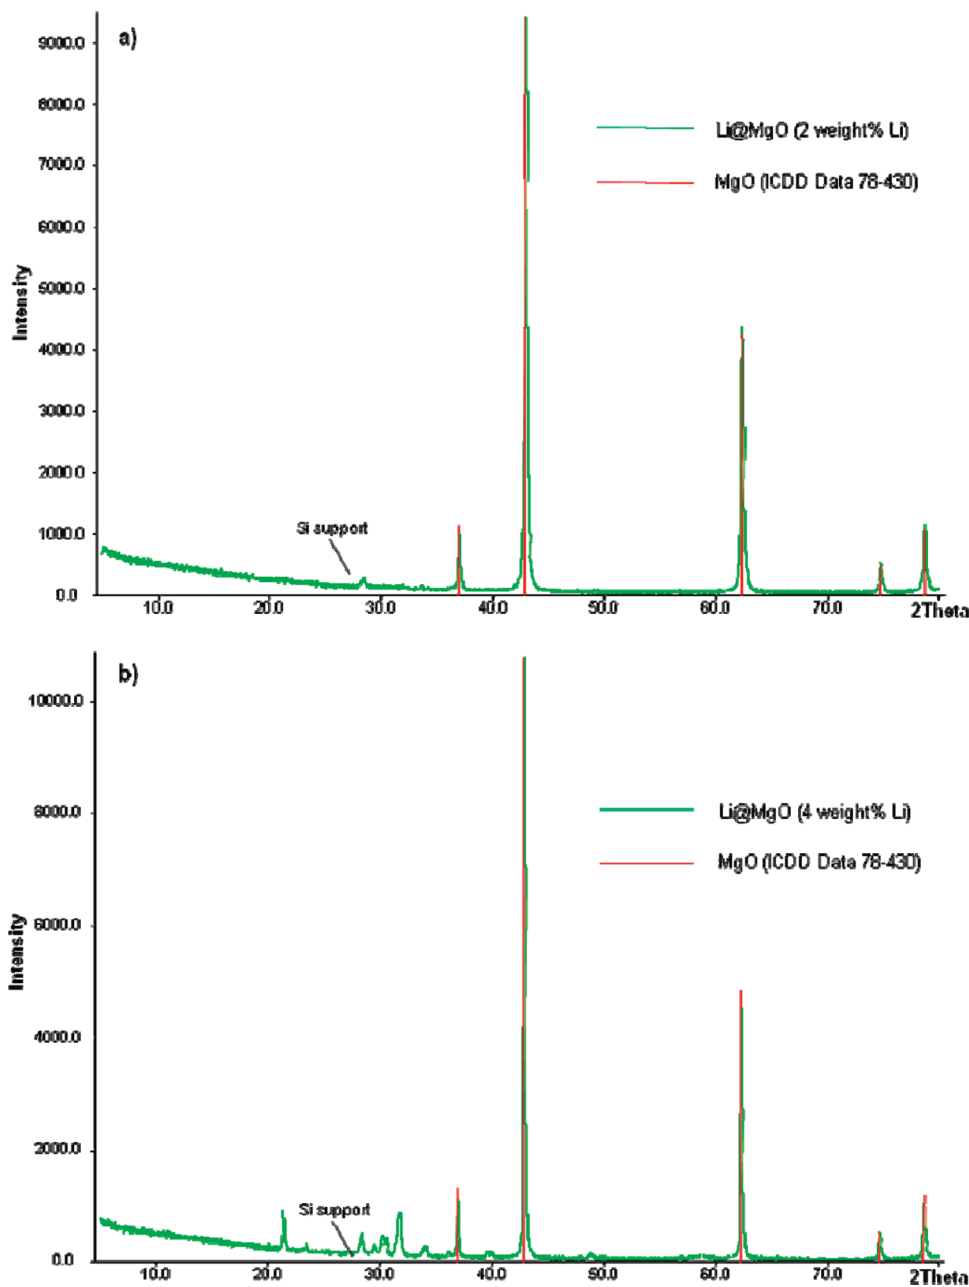 a)
9000.0
8000.0
7000.0
6000.0
5000.0
4000.0
3000.0
2000.0
1000.0
0.0
Intensity
Li@MgO (2 weight% Li)
MgO (ICDD Data 78-430)
Si support
10.0 20.0 30.0 40.0 50.0 60.0 70.0
2Theta
b)
10000.0
8000.0
6000.0
4000.0
2000.0
0.0
Intensity
Li@MgO (4 weight% Li)
MgO (ICDD Data 78-430)
Si support
10.0 20.0 30.0 40.0 50.0 60.0 70.0
2Theta